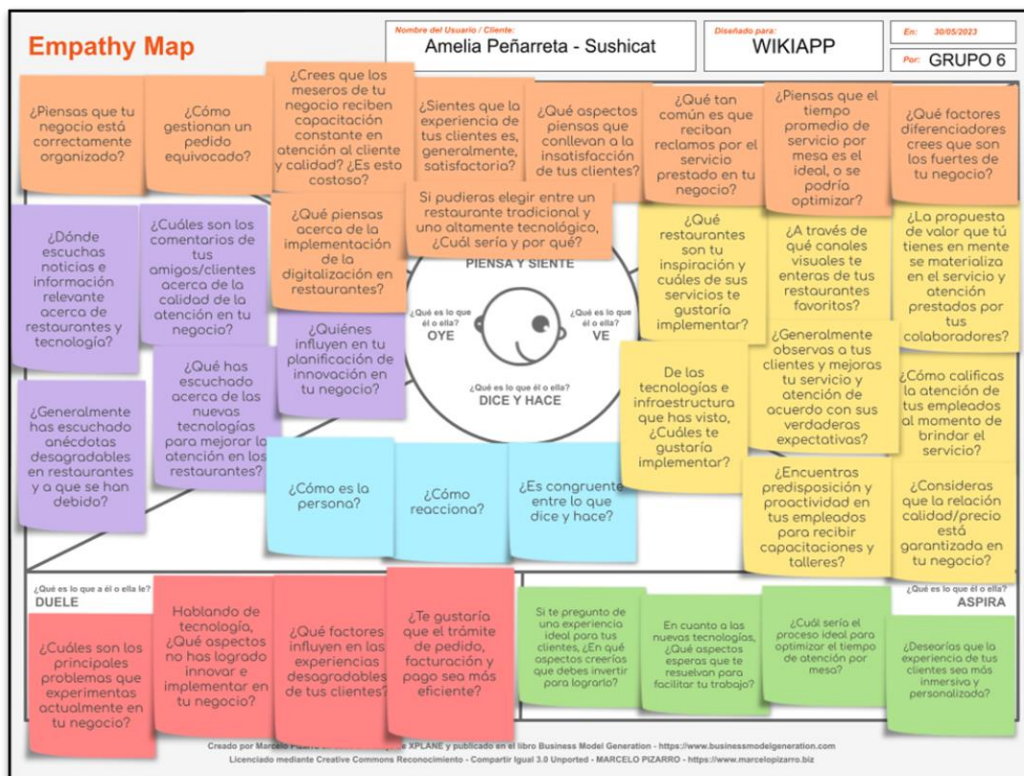 Empathy Map
Nombre del Usuario / Cliente:
Amelia Peñarreta - Sushicat
Diseñado para:
WIKIAPP
En: 30/05/2023
Por: GRUPO 6
¿Piensas que tu
negocio está
correctamente
organizado?
¿Cómo
gestionan un
pedido
equivocado?
¿Crees que los
meseros de tu
negocio reciben
capacitación
constante en
atención al cliente
y calidad? ¿Es esto
costoso?
¿Sientes que la
experiencia de
tus clientes es,
generalmente,
satisfactoria?
¿Qué aspectos
piensas que
conllevan a la
insatisfacción
de tus clientes?
¿Qué tan
común es que
reciban
reclamos por el
servicio
prestado en tu
negocio?
¿Piensas que el
tiempo
promedio de
servicio por
mesa es el
ideal, o se
podría
optimizar?
¿Qué factores
diferenciadores
crees que son
los fuertes de
tu negocio?
¿Qué piensas
acerca de la
implementación
de la
digitalización en
restaurantes?
Si pudieras elegir entre un
restaurante tradicional y
uno altamente tecnológico,
¿Cuál sería y por qué?
PIENSA Y SIENTE
¿Qué es lo que
él o ella?
OYE
¿Qué es lo que
él o ella?
VE
¿Qué es lo que él o ella?
DICE Y HACE
¿Dónde
escuchas
noticias e
información
relevante
acerca de
restaurantes y
tecnología?
¿Cuáles son los
comentarios de
tus
amigos/clientes
acerca de la
calidad de la
atención en tu
negocio?
¿Quiénes
influyen en tu
planificación de
innovación en
tu negocio?
¿Generalmente
has escuchado
anécdotas
desagradables
en restaurantes
y a que se han
debido?
¿Qué has
escuchado
acerca de las
nuevas
tecnologías
para mejorar la
atención en los
restaurantes?
¿Qué
restaurantes
son tu
inspiración y
cuáles de sus
servicios te
gustaría
implementar?
¿A través de
qué canales
visuales te
enteras de tus
restaurantes
favoritos?
¿La propuesta
de valor que tú
tienes en mente
se materializa
en el servicio y
atención
prestados por
tus
colaboradores?
De las
tecnologías e
infraestructura
que has visto,
¿Cuáles te
gustaría
implementar?
¿Generalmente
observas a tus
clientes y mejoras
tu servicio y
atención de
acuerdo con sus
verdaderas
expectativas?
¿Cómo calificas
la atención de
tus empleados
al momento de
brindar el
servicio?
¿Encuentras
predisposición y
proactividad en
tus empleados
para recibir
capacitaciones y
talleres?
¿Consideras
que la relación
calidad/precio
está
garantizada en
tu negocio?
¿Cómo es la
persona?
¿Cómo
reacciona?
¿Es congruente
entre lo que
dice y hace?
¿Qué es lo que a él o ella le?
DUELE
¿Cuáles son los
principales
problemas que
experimentas
actualmente en
tu negocio?
Hablando de
tecnología,
¿Qué aspectos
no has logrado
innovar e
implementar en
tu negocio?
¿Qué factores
influyen en las
experiencias
desagradables
de tus clientes?
¿Te gustaría
que el trámite
de pedido,
facturación y
pago sea más
eficiente?
¿Qué es lo que él o ella?
ASPIRA
Si te pregunto de
una experiencia
ideal para tus
clientes, ¿En qué
aspectos creerías
que debes invertir
para lograrlo?
En cuanto a las
nuevas tecnologías,
¿Qué aspectos
esperas que te
resuelvan para
facilitar tu trabajo?
¿Cuál sería el
proceso ideal para
optimizar el tiempo
de atención por
mesa?
¿Desearías que la
experiencia de tus
clientes sea más
inmersiva y
personalizada?
Creado por Marcelo XPLANE y publicado en el libro Business Model Generation - https://www.businessmodelgeneration.com
Licenciado mediante Creative Commons Reconocimiento - Compartir Igual 3.0 Unported - MARCELO PIZARRO - https://www.marcelopizarro.biz